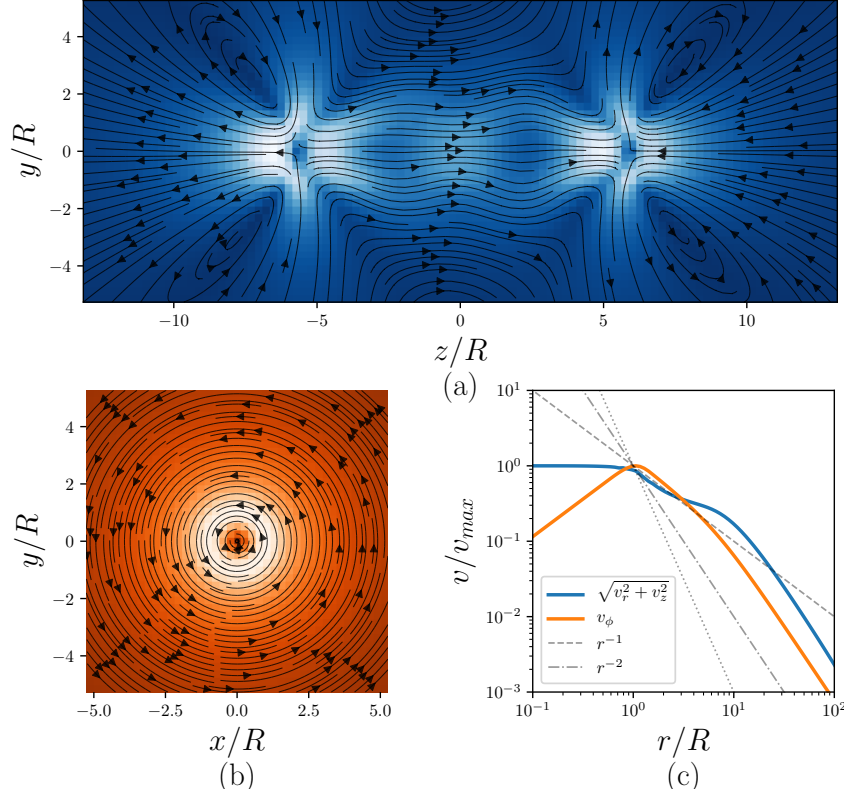 4
2
0
−2
−4
y/R
−10
−5
0
5
10
z/R
(a)
4
2
0
−2
−4
y/R
−5.0
−2.5
0.0
2.5
5.0
x/R
(b)
10¹
10⁰
10⁻¹
10⁻²
10⁻³
v/vₘₐₓ
√(v_r² + v_z²)
v_ϕ
r⁻¹
r⁻²
10⁻¹
10⁰
10¹
10²
r/R
(c)